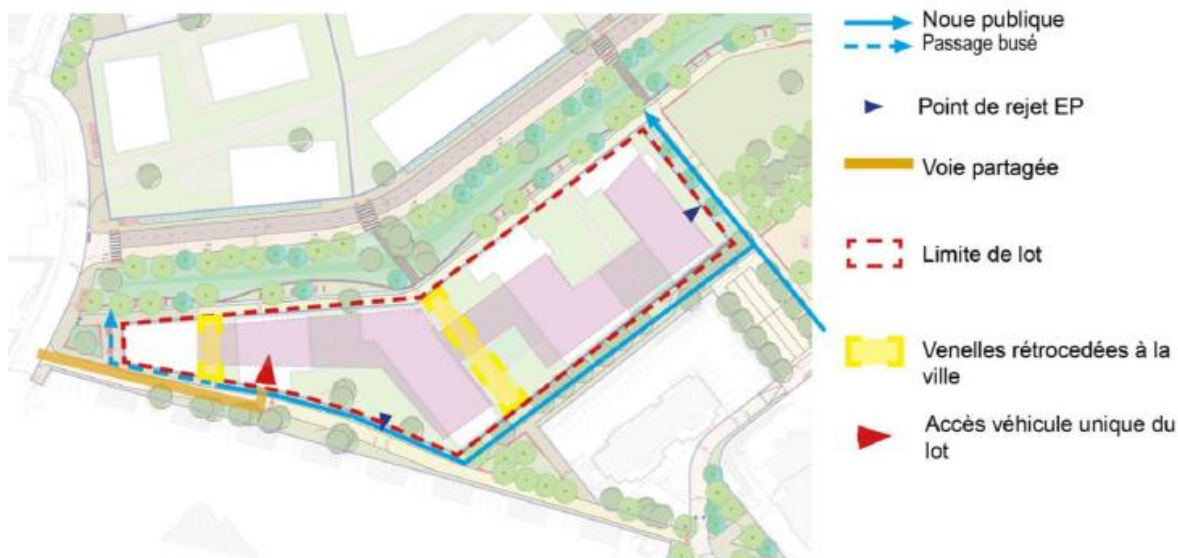 Noue publique
Passage busé
Point de rejet EP
Voie partagée
Limite de lot
Venelles rétrocedées à la
ville
Accès véhicule unique du
lot